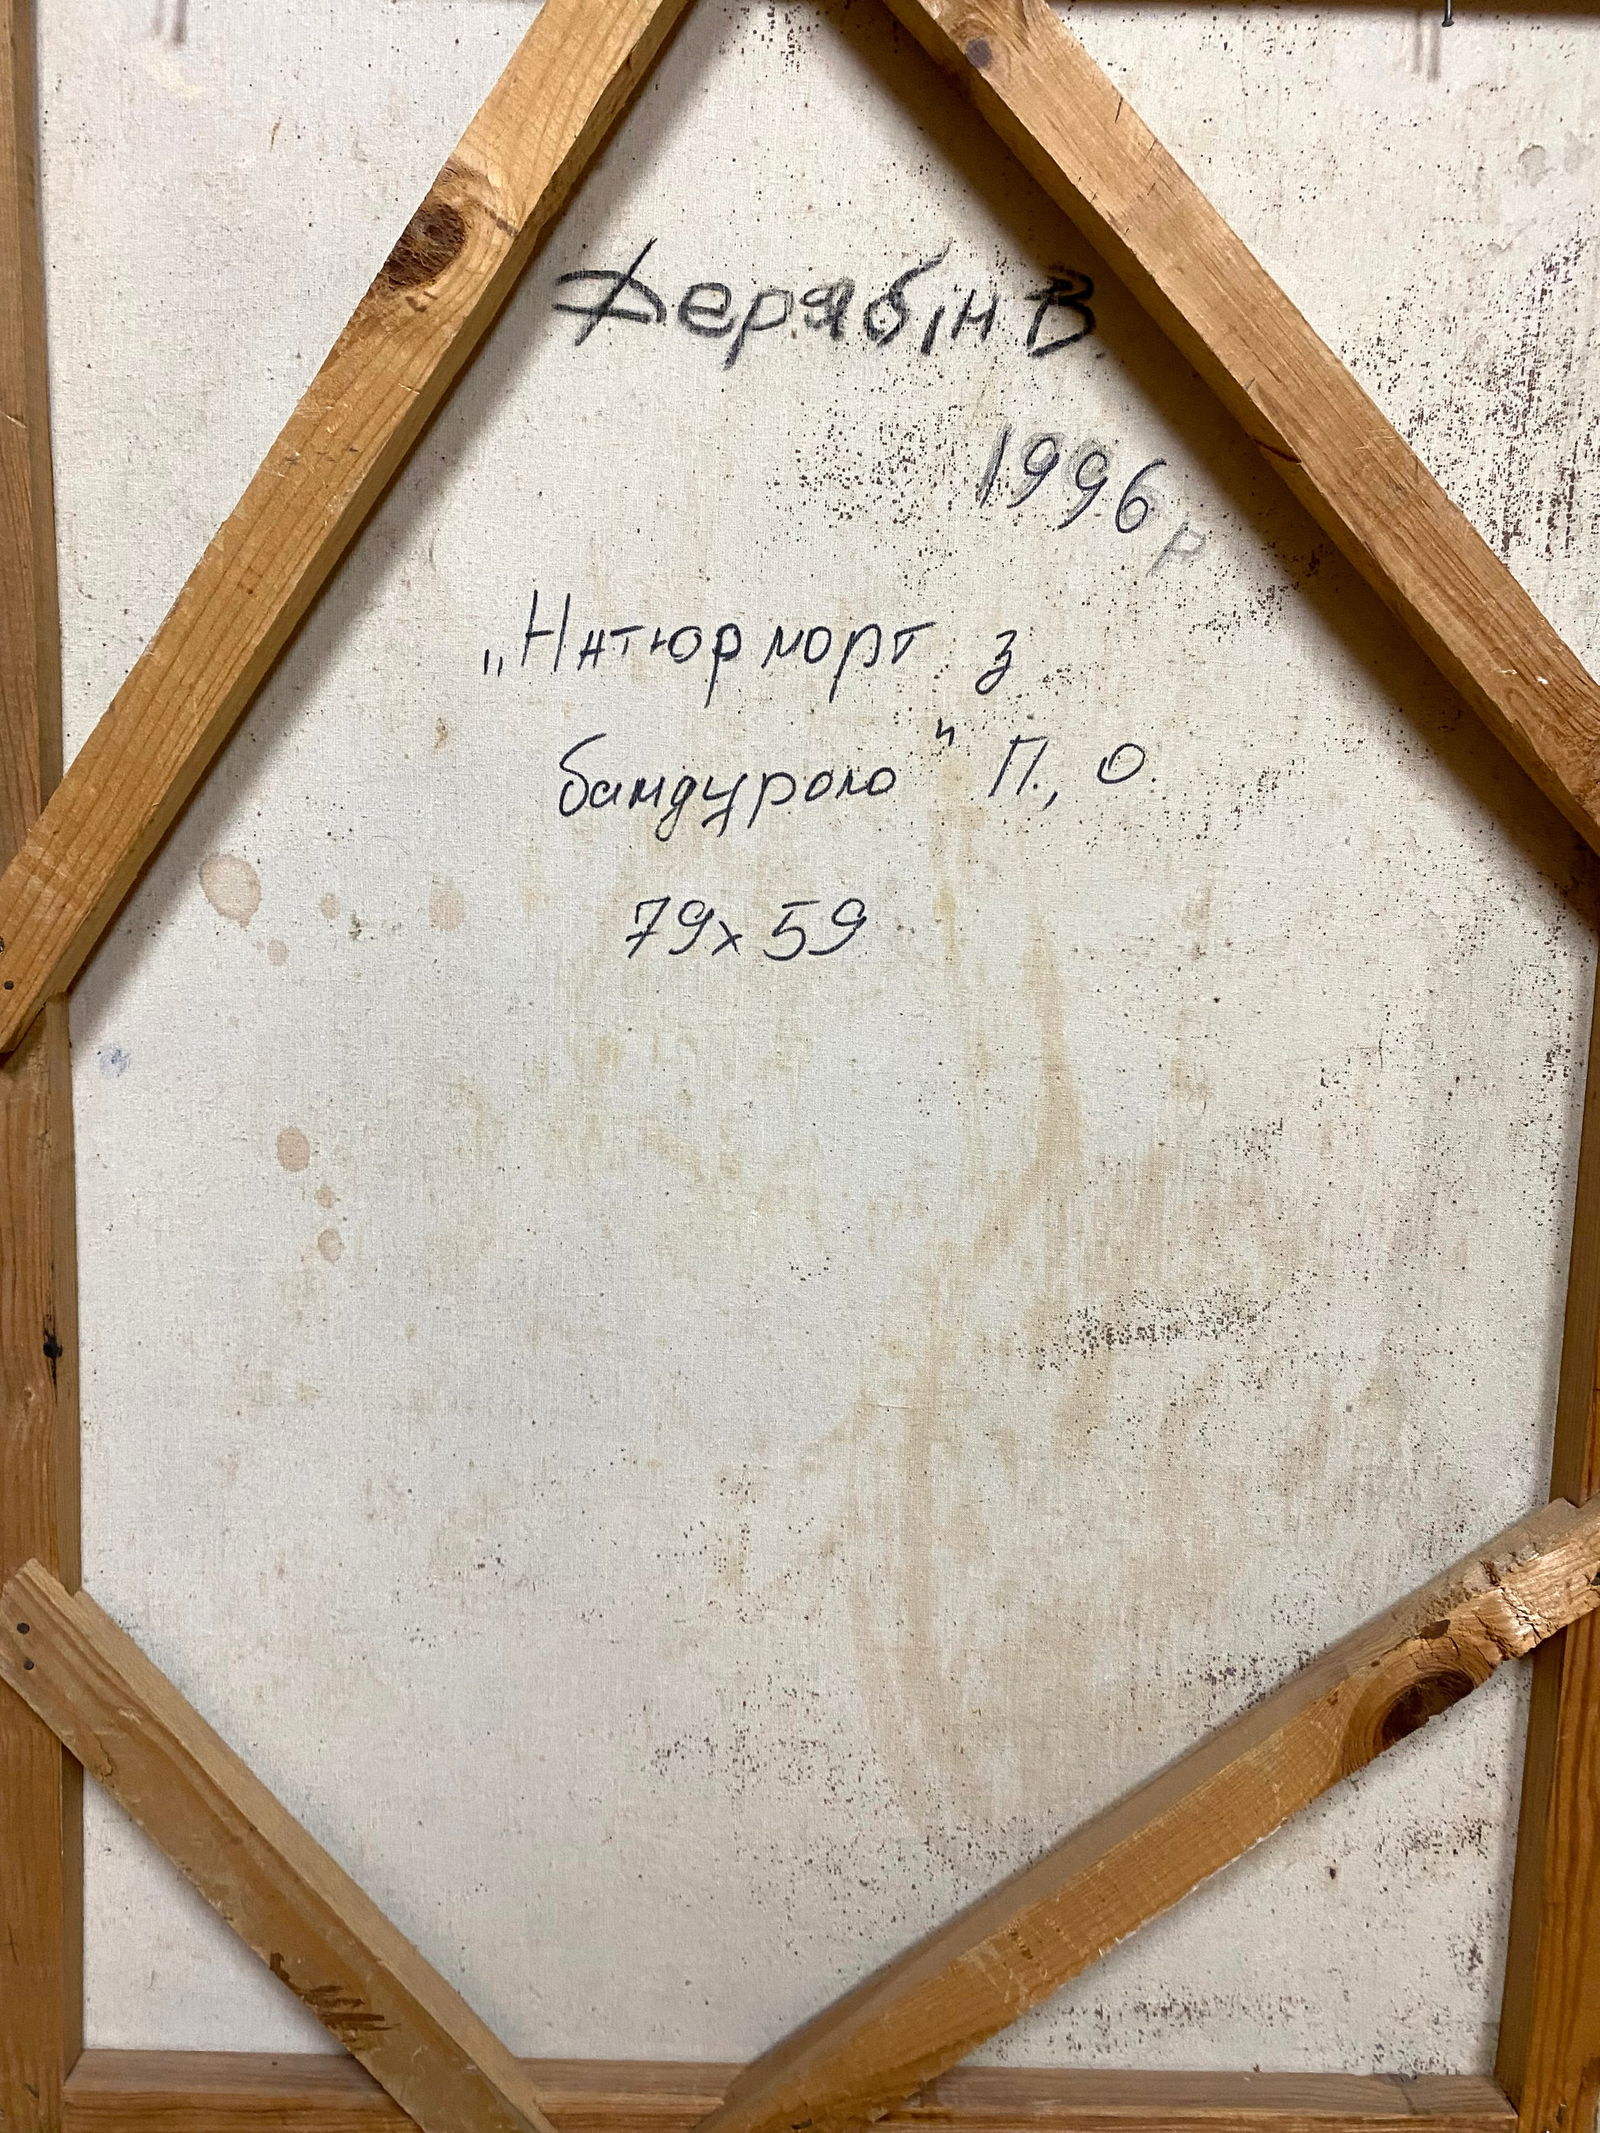 Дерябін В.
1996 р
„Натюрморт з
бандурою" П., О.
79х59